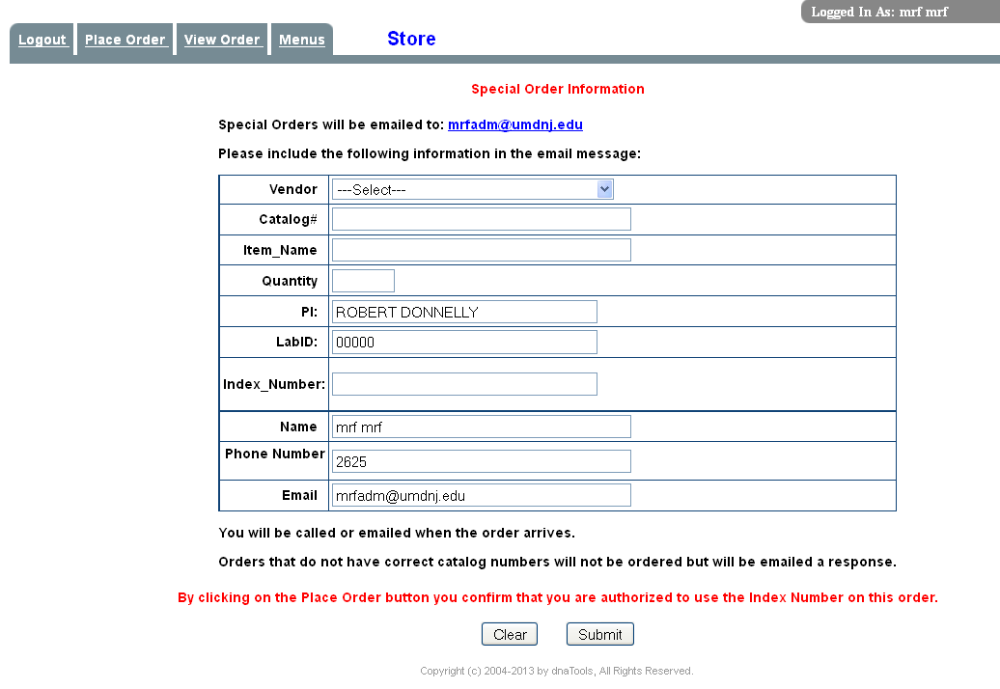 Logged In As: mrf mrf
Logout Place Order View Order Menus Store
Special Order Information
Special Orders will be emailed to: mrfadm@umdnj.edu
Please include the following information in the email message:
Vendor ---Select---
Catalog#
Item_Name
Quantity
PI: ROBERT DONNELLY
LabID: 00000
Index_Number:
Name mrf mrf
Phone Number 2625
Email mrfadm@umdnj.edu
You will be called or emailed when the order arrives.
Orders that do not have correct catalog numbers will not be ordered but will be emailed a response.
By clicking on the Place Order button you confirm that you are authorized to use the Index Number on this order.
Clear Submit
Copyright (c) 2004-2013 by dnaTools, All Rights Reserved.